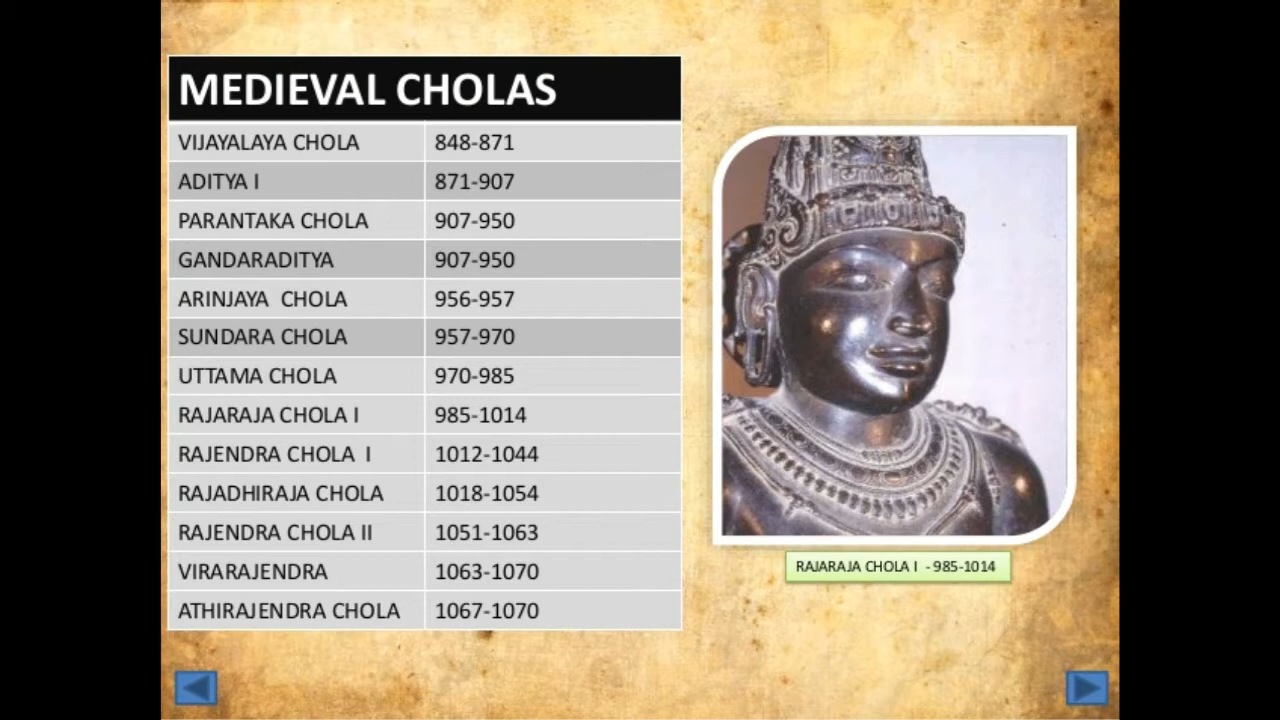 MEDIEVAL CHOLAS
VIJAYALAYA CHOLA 848-871
ADITYA I 871-907
PARANTAKA CHOLA 907-950
GANDARADITYA 907-950
ARINJAYA CHOLA 956-957
SUNDARA CHOLA 957-970
UTTAMA CHOLA 970-985
RAJARAJA CHOLA I 985-1014
RAJENDRA CHOLA I 1012-1044
RAJADHIRAJA CHOLA 1018-1054
RAJENDRA CHOLA II 1051-1063
VIRARAJENDRA 1063-1070
ATHIRAJENDRA CHOLA 1067-1070
RAJARAJA CHOLA I - 985-1014